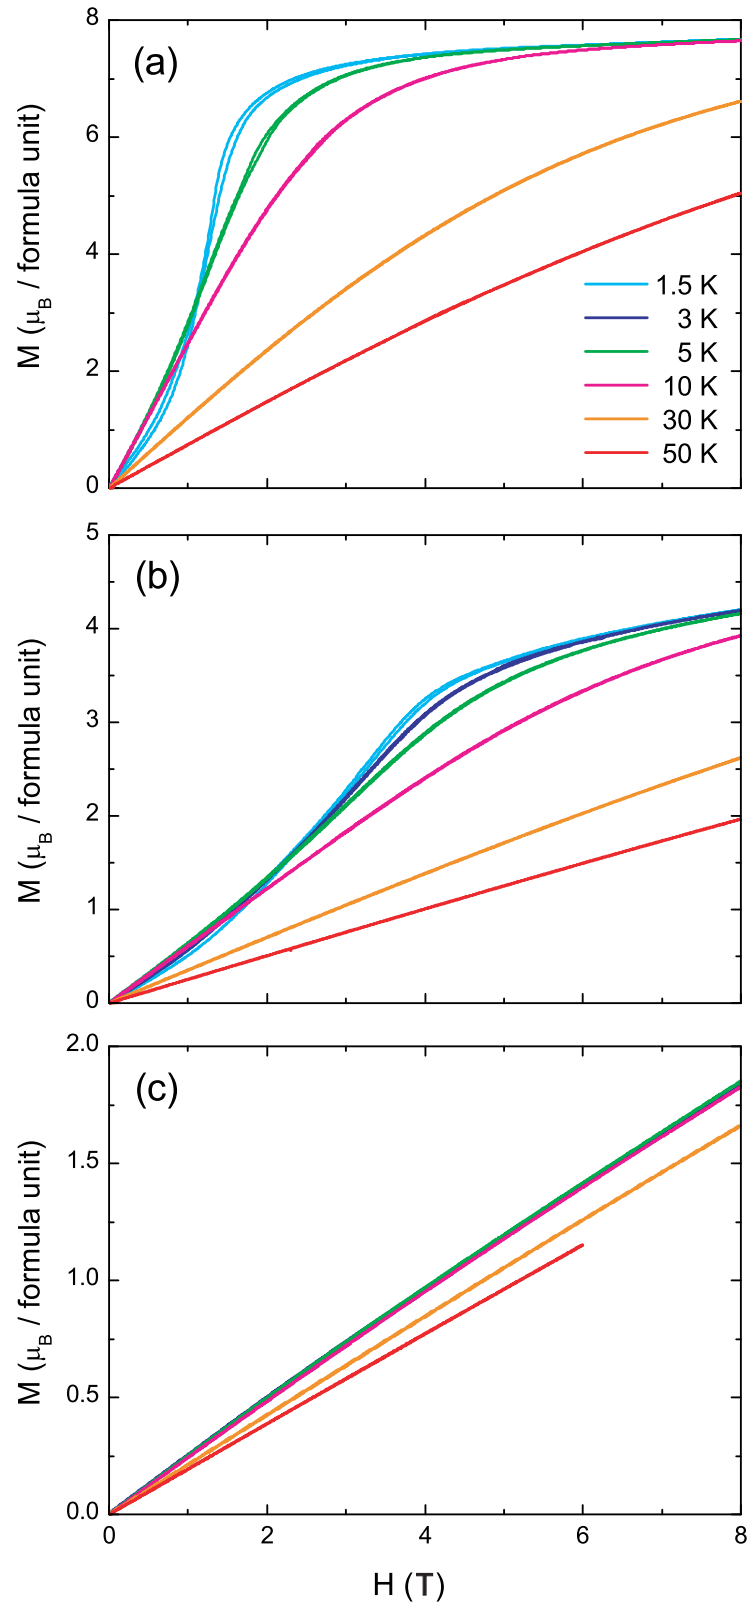 (a)
8
6
4
2
0
M (μB / formula unit)
1.5 K
3 K
5 K
10 K
30 K
50 K
(b)
5
4
3
2
1
0
M (μB / formula unit)
(c)
2.0
1.5
1.0
0.5
0.0
M (μB / formula unit)
0 2 4 6 8
H (T)